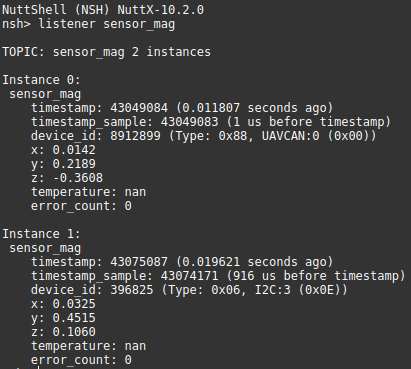 NuttShell (NSH) NuttX-10.2.0
nsh> listener sensor_mag
TOPIC: sensor_mag 2 instances
Instance 0:
sensor_mag
timestamp: 43049084 (0.011807 seconds ago)
timestamp_sample: 43049083 (1 us before timestamp)
device_id: 8912899 (Type: 0x88, UAVCAN:0 (0x00))
x: 0.0142
y: 0.2189
z: -0.3608
temperature: nan
error_count: 0
Instance 1:
sensor_mag
timestamp: 43075087 (0.019621 seconds ago)
timestamp_sample: 43074171 (916 us before timestamp)
device_id: 396825 (Type: 0x06, I2C:3 (0x0E))
x: 0.0325
y: 0.4515
z: 0.1060
temperature: nan
error_count: 0